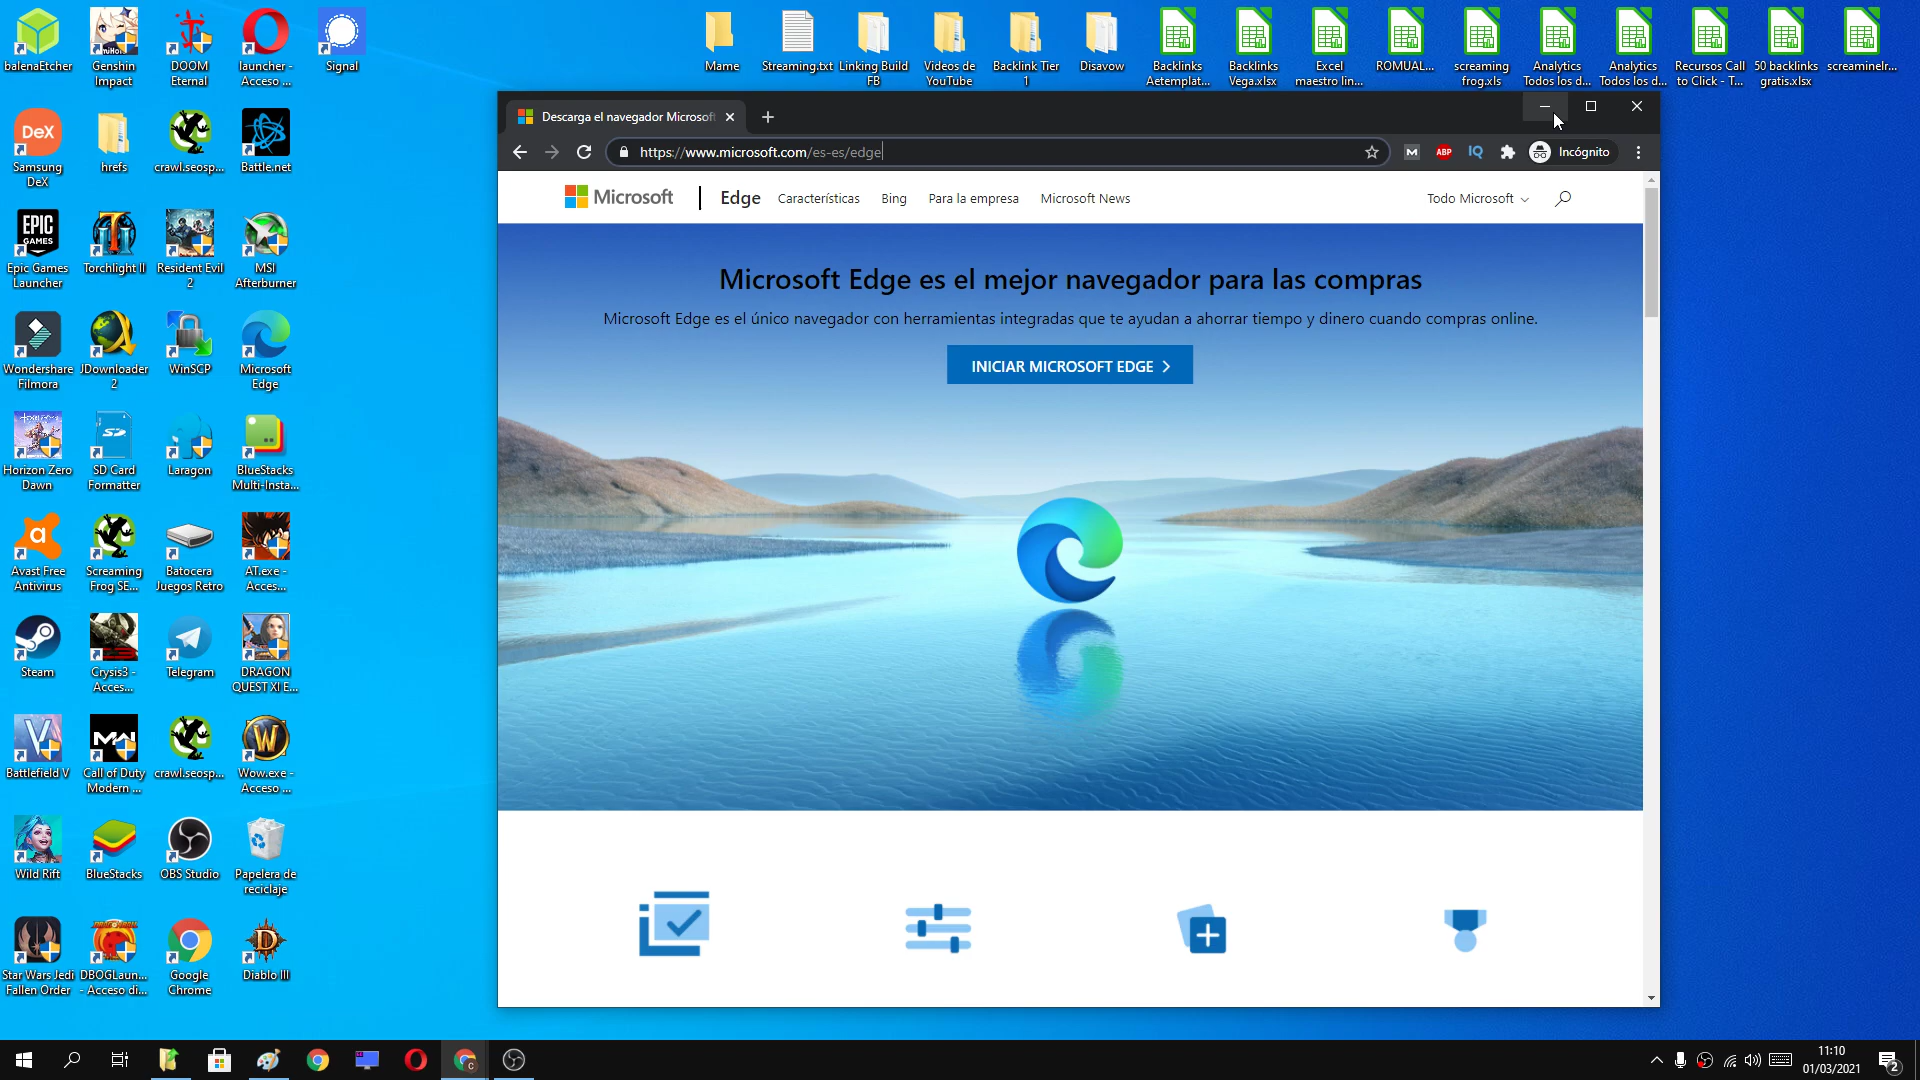 balenaEtcher
Genshin
Impact
DOOM
Eternal
launcher -
Acceso ...
Signal
Mame
Streaming.txt
Linking Build
FB
Videos de
YouTube
Backlink Tier
1
Disavow
Backlinks
Aetemplat...
Backlinks
Vega.xlsx
Excel
maestro lin...
ROMUAL...
screaming
frog.xls
Analytics
Todos los d...
Analytics
Todos los d...
Recursos Call
to Click - T...
50 backlinks
gratis.xlsx
screaminelr...
DeX
Samsung
DeX
hrefs
crawl.seosp...
Battle.net
EPIC
GAMES
Epic Games
Launcher
Torchlight II
Resident Evil
2
MSI
Afterburner
Wondershare
Filmora
JDownloader
2
WinSCP
Microsoft
Edge
Horizon Zero
Dawn
SD Card
Formatter
Laragon
BlueStacks
Multi-Insta...
Avast Free
Antivirus
Screaming
Frog SE...
Batocera
Juegos Retro
AT.exe -
Acces...
Steam
Crysis3 -
Acces...
Telegram
DRAGON
QUEST XI E...
Battlefield V
Call of Duty
Modern ...
crawl.seosp...
Wow.exe -
Acceso ...
Wild Rift
BlueStacks
OBS Studio
Papelera de
reciclaje
Star Wars Jedi
Fallen Order
DBOGLaun...
- Acceso di...
Google
Chrome
Diablo III
Descarga el navegador Microsoft
https://www.microsoft.com/es-es/edge
M
ABP
IQ
Incógnito
Microsoft
Edge
Características
Bing
Para la empresa
Microsoft News
Todo Microsoft
Microsoft Edge es el mejor navegador para las compras
Microsoft Edge es el único navegador con herramientas integradas que te ayudan a ahorrar tiempo y dinero cuando compras online.
INICIAR MICROSOFT EDGE
11:10
01/03/2021
2